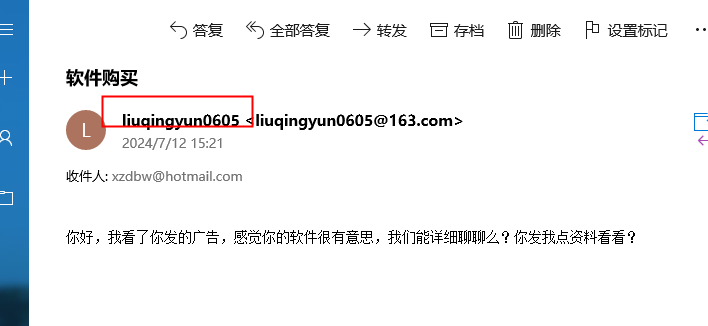 答复 全部答复 转发 存档 删除 设置标记
软件购买
L
liuqingyun0605 <liuqingyun0605@163.com>
2024/7/12 15:21
收件人: xzdbw@hotmail.com
你好，我看了你发的广告，感觉你的软件很有意思，我们能详细聊聊么？你发我点资料看看？